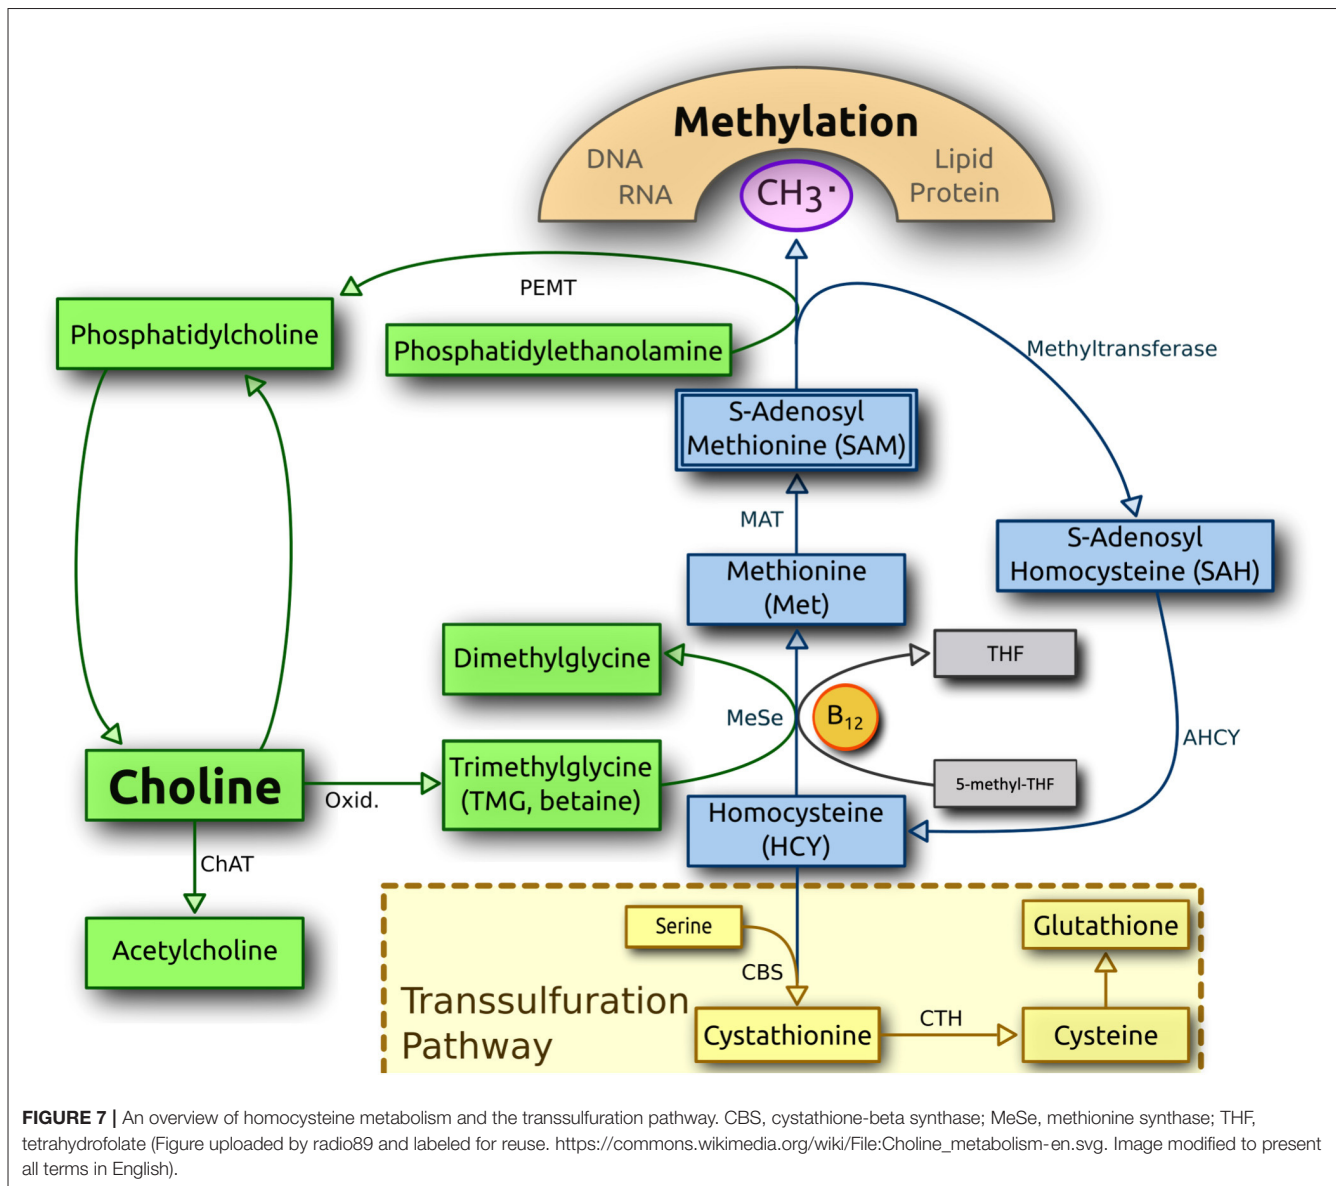 Methylation
DNA
RNA
Lipid
Protein
CH3·
PEMT
Phosphatidylcholine
Phosphatidylethanolamine
Methyltransferase
S-Adenosyl
Methionine (SAM)
MAT
S-Adenosyl
Homocysteine (SAH)
Methionine
(Met)
Dimethylglycine
THF
MeSe
B12
AHCY
Choline
Oxid.
Trimethylglycine
(TMG, betaine)
5-methyl-THF
Homocysteine
(HCY)
ChAT
Acetylcholine
Serine
CBS
Glutathione
Transsulfuration
Pathway
Cystathionine
CTH
Cysteine
FIGURE 7 | An overview of homocysteine metabolism and the transsulfuration pathway. CBS, cystathione-beta synthase; MeSe, methionine synthase; THF,
tetrahydrofolate (Figure uploaded by radio89 and labeled for reuse. https://commons.wikimedia.org/wiki/File:Choline_metabolism-en.svg. Image modified to present
all terms in English).